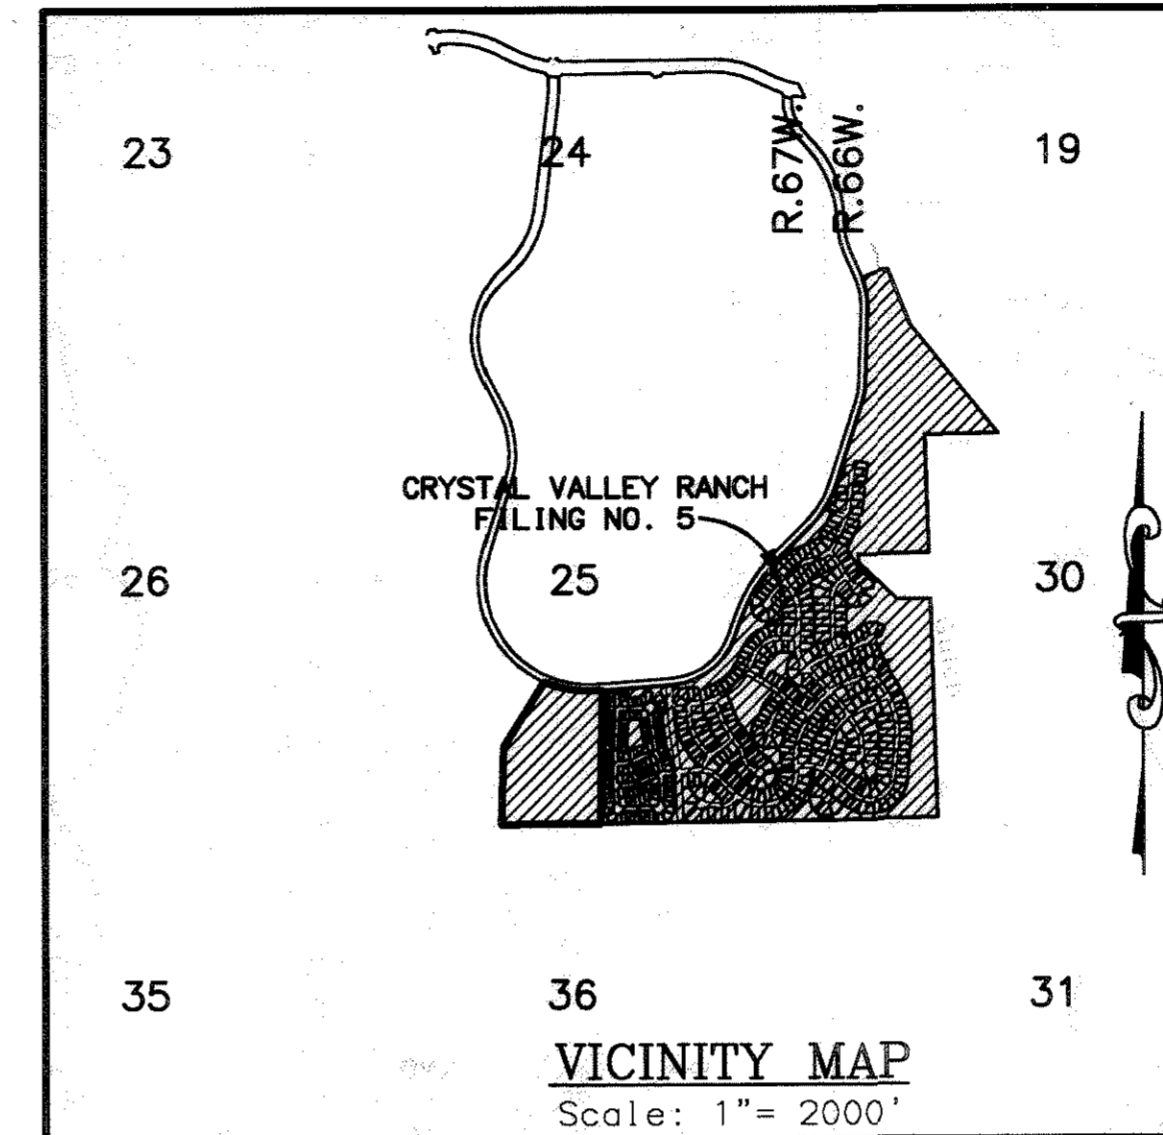 23
24
19
R.67W.
R.66W.
CRYSTAL VALLEY RANCH
FILING NO. 5
26
25
30
35
36
31
VICINITY MAP
Scale: 1"= 2000'